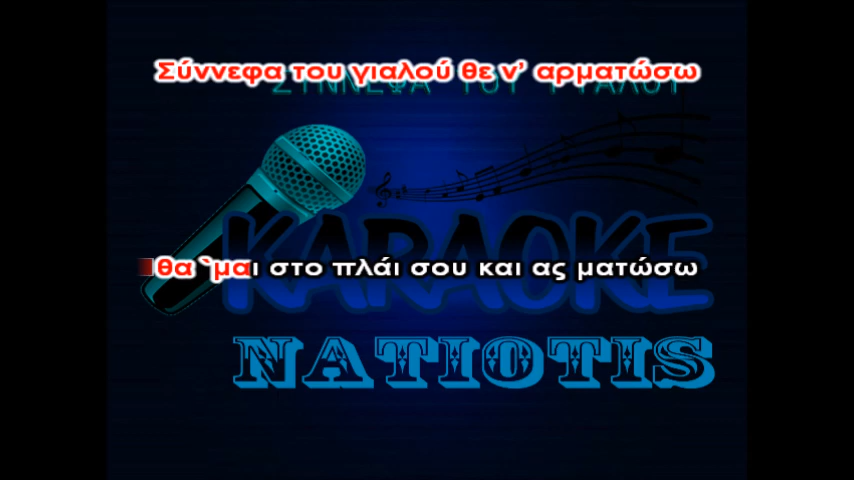 Σύννεφα του γιαλού θε ν' αρματώσω
ΣΥΝΝΕΦΑ ΤΟΥ ΓΙΑΛΟΥ
KARAOKE
θα `μαι στο πλάι σου και ας ματώσω
NATIOTIS